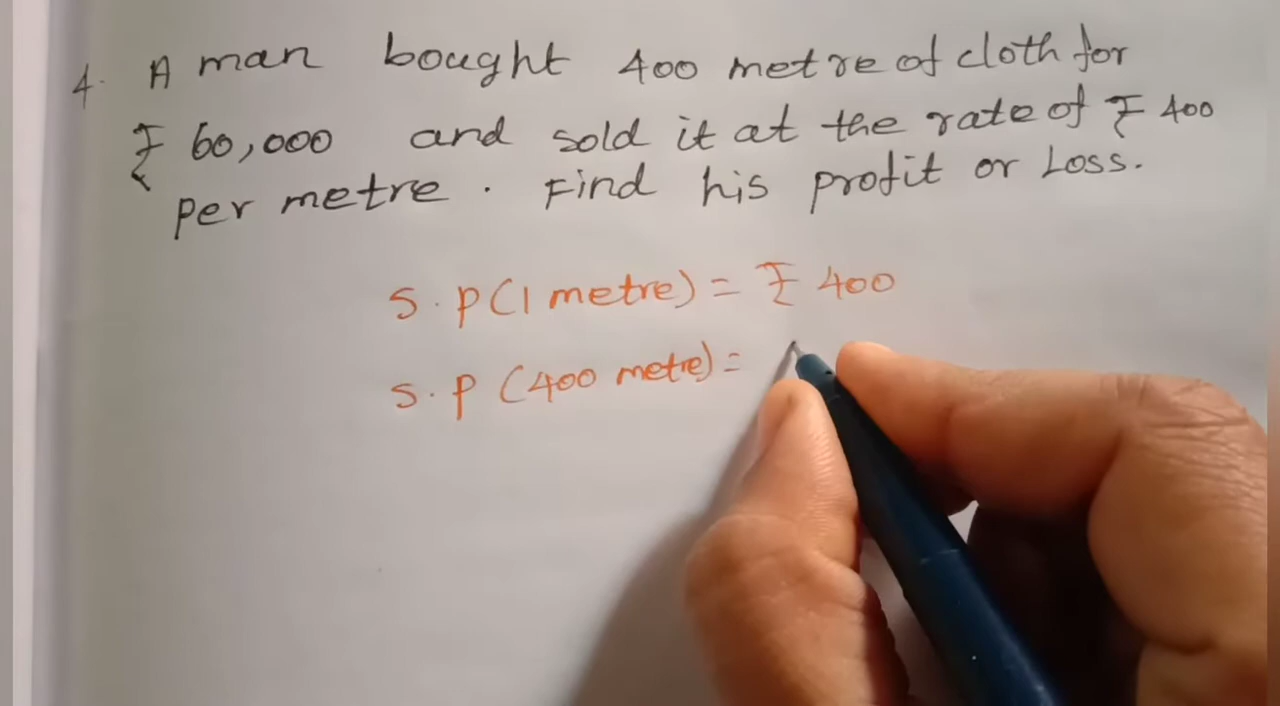 4. A man bought 400 metre of cloth for
₹ 60,000 and sold it at the rate of ₹ 400
per metre. Find his profit or Loss.
S.P (1 metre) = ₹ 400
S.P (400 metre) =